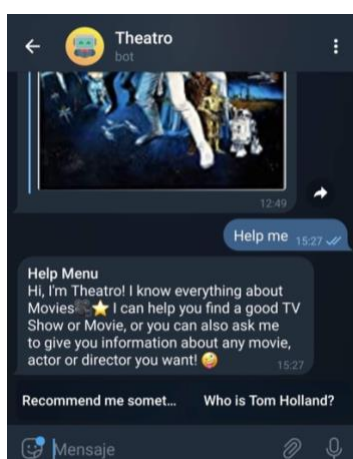 Theatro
bot
12:49
Help me 15:27
Help Menu
Hi, I'm Theatro! I know everything about
Movies🎥⭐ I can help you find a good TV
Show or Movie, or you can also ask me
to give you information about any movie,
actor or director you want! 🤪
15:27
Recommend me somet... Who is Tom Holland?
Mensaje